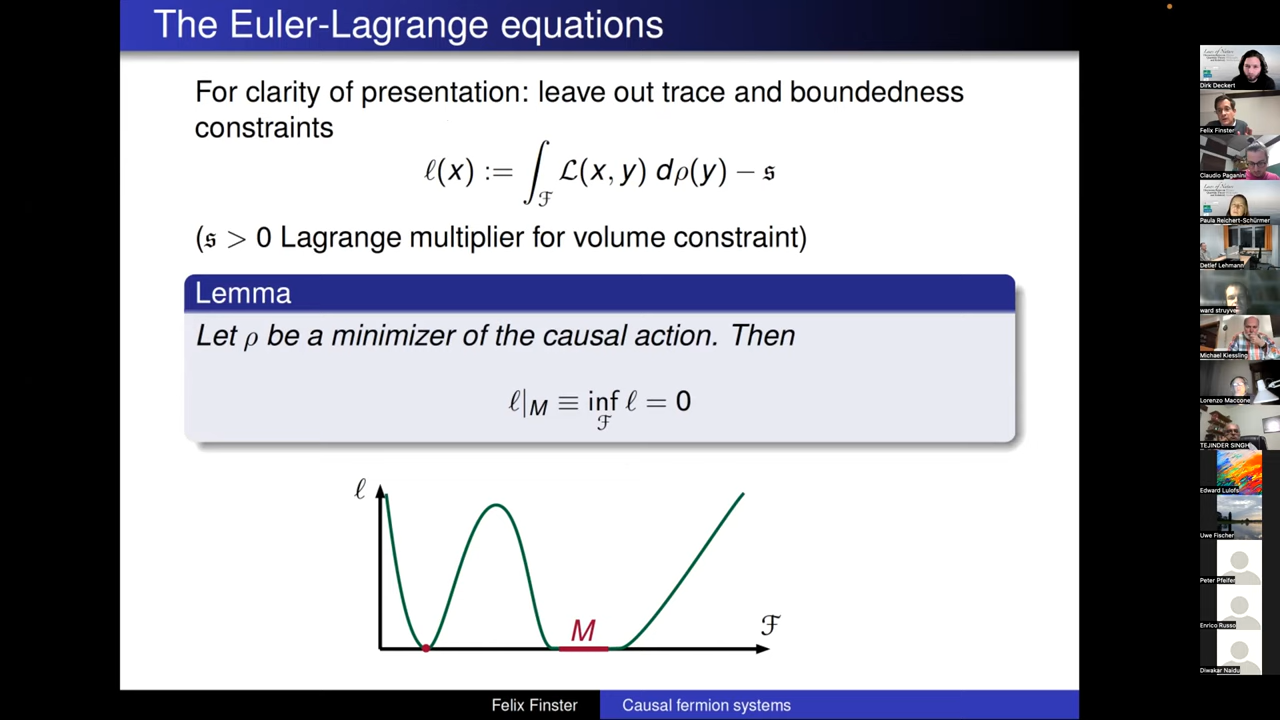 The Euler-Lagrange equations
For clarity of presentation: leave out trace and boundedness
constraints
ℓ(x) := ∫_ℱ ℒ(x, y) dρ(y) − 𝔰
(𝔰 > 0 Lagrange multiplier for volume constraint)
Lemma
Let ρ be a minimizer of the causal action. Then
ℓ|_M ≡ inf_ℱ ℓ = 0
ℓ
M
ℱ
Felix Finster
Causal fermion systems
Dirk Deckert
Felix Finster
Claudio Paganini
Paula Reichert-Schürmer
Detlef Lehmann
ward struyve
Michael Kiessling
Lorenzo Maccone
TEJINDER SINGH
Edward Lulofs
Uwe Fischer
Peter Pfeifer
Enrico Russo
Diwakar Naidu